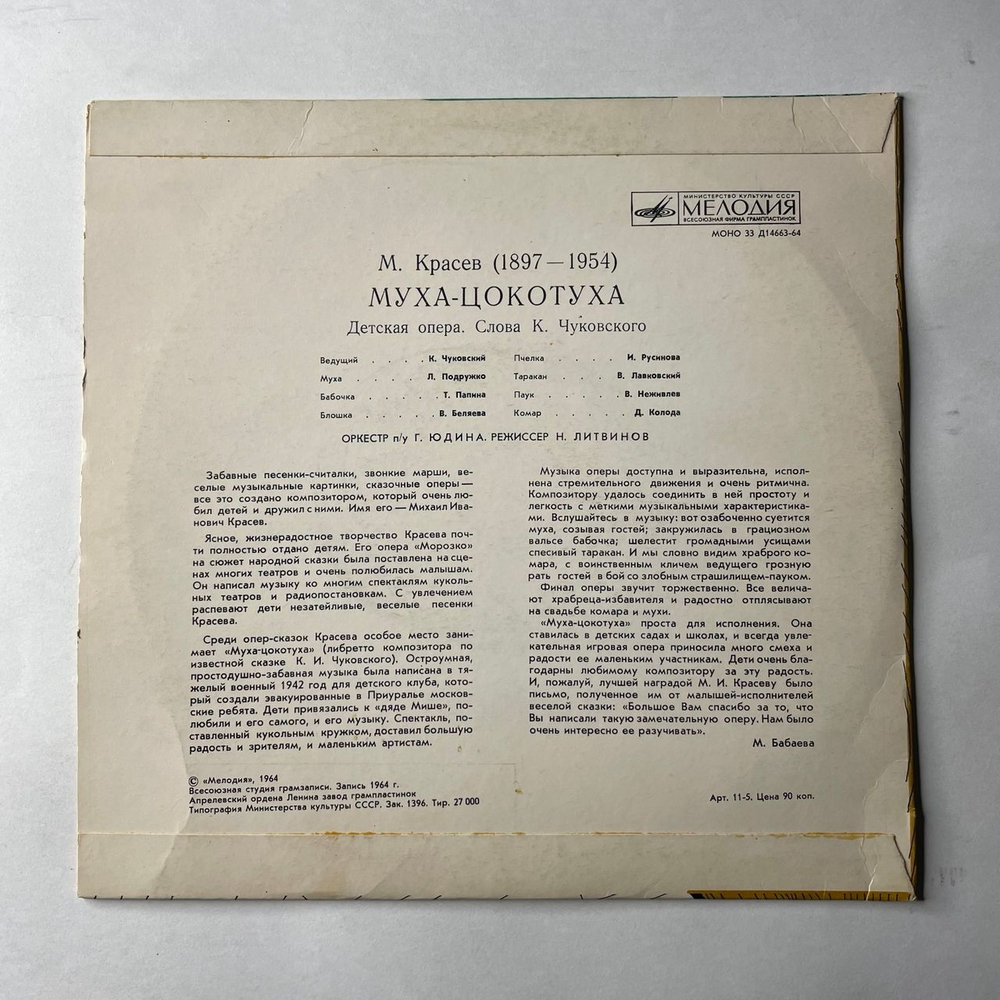 МИНИСТЕРСТВО КУЛЬТУРЫ СССР
МЕЛОДИЯ
ВСЕСОЮЗНАЯ ФИРМА ГРАМПЛАСТИНОК
МОНО 33 Д14663-64
М. Красев (1897—1954)
МУХА-ЦОКОТУХА
Детская опера. Слова К. Чуковского
Ведущий . . . . К. Чуковский
Муха . . . . Л. Подружко
Бабочка . . . . . Т. Папина
Блошка . . . . . В. Беляева
Пчелка . . . . И. Русинова
Таракан . . . В. Лавковский
Паук . . . . . В. Неживлев
Комар . . . . . Д. Колода
ОРКЕСТР п/у Г. ЮДИНА. РЕЖИССЕР Н. ЛИТВИНОВ
Забавные песенки-считалки, звонкие марши, ве-
селые музыкальные картинки, сказочные оперы —
все это создано композитором, который очень лю-
бил детей и дружил с ними. Имя его — Михаил Ива-
нович Красев.
Ясное, жизнерадостное творчество Красева поч-
ти полностью отдано детям. Его опера «Морозко»
на сюжет народной сказки была поставлена на сце-
нах многих театров и очень полюбилась малышам.
Он написал музыку ко многим спектаклям куколь-
ных театров и радиопостановкам. С увлечением
распевают дети незатейливые, веселые песенки
Красева.
Среди опер-сказок Красева особое место зани-
мает «Муха-цокотуха» (либретто композитора по
известной сказке К. И. Чуковского). Остроумная,
простодушно-забавная музыка была написана в тя-
желый военный 1942 год для детского клуба, кото-
рый создали эвакуированные в Приуралье москов-
ские ребята. Дети привязались к «дяде Мише», по-
любили и его самого, и его музыку. Спектакль, по-
ставленный кукольным кружком, доставил большую
радость и зрителям, и маленьким артистам.
Музыка оперы доступна и выразительна, испол-
нена стремительного движения и очень ритмична.
Композитору удалось соединить в ней простоту и
легкость с меткими музыкальными характеристика-
ми. Вслушайтесь в музыку: вот озабоченно суетится
муха, созывая гостей; закружилась в грациозном
вальсе бабочка; шелестит громадными усищами
спесивый таракан. И мы словно видим храброго ко-
мара, с воинственным кличем ведущего грозную
рать гостей в бой со злобным страшилищем-пауком.
Финал оперы звучит торжественно. Все велича-
ют храбреца-избавителя и радостно отплясывают
на свадьбе комара и мухи.
«Муха-цокотуха» проста для исполнения. Она
ставилась в детских садах и школах, и всегда увле-
кательная игровая опера приносила много смеха и
радости ее маленьким участникам. Дети очень бла-
годарны любимому композитору за эту радость.
И, пожалуй, лучшей наградой М. И. Красеву было
письмо, полученное им от малышей-исполнителей
веселой сказки: «Большое Вам спасибо за то, что
Вы написали такую замечательную оперу. Нам было
очень интересно ее разучивать».
М. Бабаева
© «Мелодия», 1964
Всесоюзная студия грамзаписи. Запись 1964 г.
Апрелевский ордена Ленина завод грампластинок
Типография Министерства культуры СССР. Зак. 1396. Тир. 27 000
Арт. 11-5. Цена 90 коп.